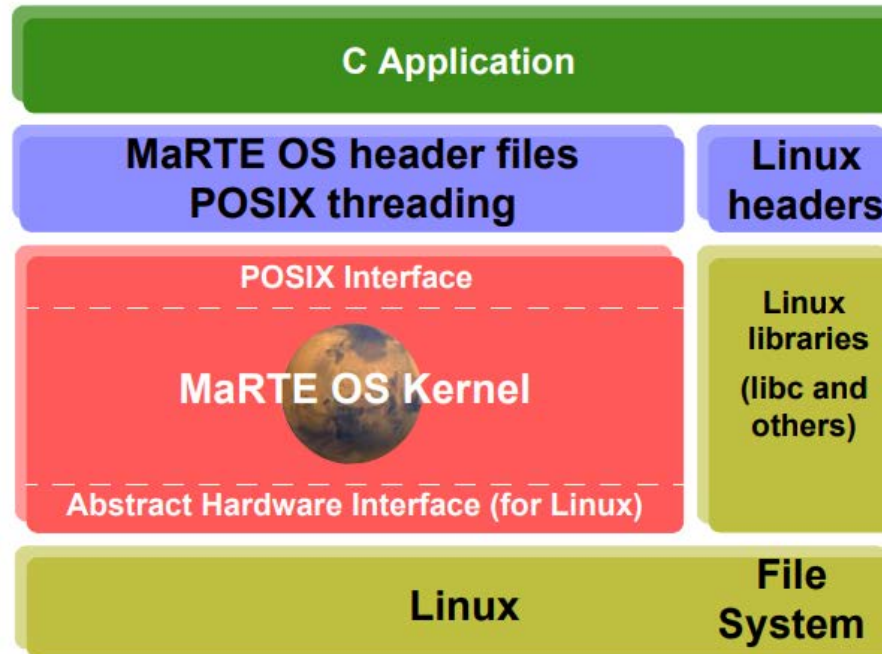 C Application
MaRTE OS header files
POSIX threading
Linux
headers
POSIX Interface
MaRTE OS Kernel
Abstract Hardware Interface (for Linux)
Linux
libraries
(libc and
others)
Linux
File
System